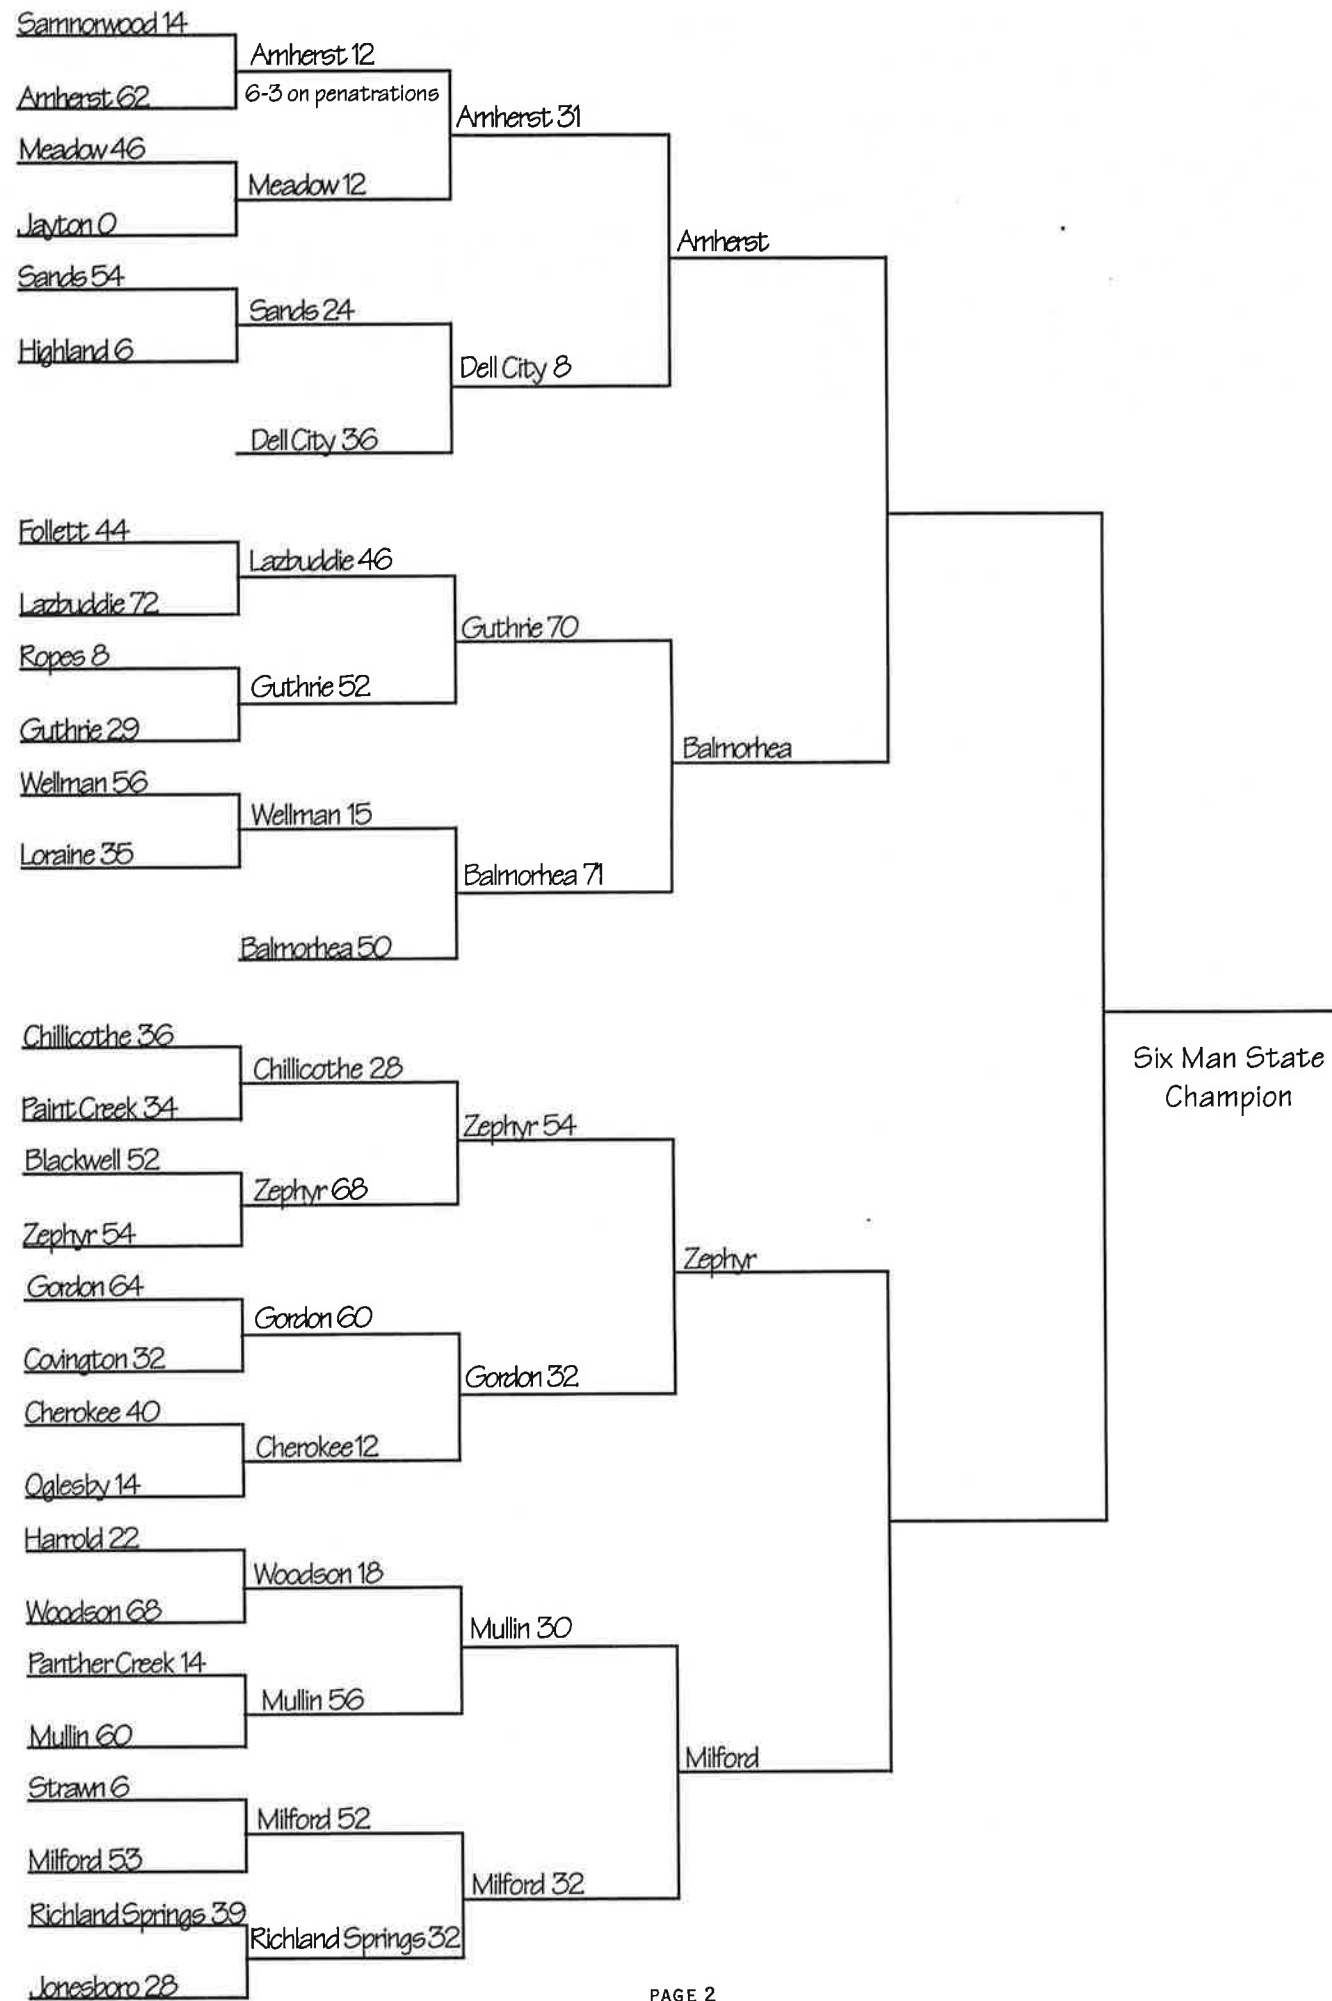 Samnorwood 14
Amherst 12
6-3 on penatrations
Amherst 62
Amherst 31
Meadow 46
Meadow 12
Jayton 0
Amherst
Sands 54
Sands 24
Highland 6
Dell City 8
Dell City 36
Follett 44
Lazbuddie 46
Lazbuddie 72
Guthrie 70
Ropes 8
Guthrie 52
Guthrie 29
Balmorhea
Wellman 56
Wellman 15
Loraine 35
Balmorhea 71
Balmorhea 50
Chillicothe 36
Chillicothe 28
Paint Creek 34
Zephyr 54
Blackwell 52
Zephyr 68
Zephyr 54
Zephyr
Gordon 64
Gordon 60
Covington 32
Gordon 32
Cherokee 40
Cherokee 12
Oglesby 14
Harrold 22
Woodson 18
Woodson 68
Mullin 30
Panther Creek 14
Mullin 56
Mullin 60
Milford
Strawn 6
Milford 52
Milford 53
Milford 32
Richland Springs 39
Richland Springs 32
Jonesboro 28
Six Man State
Champion
PAGE 2